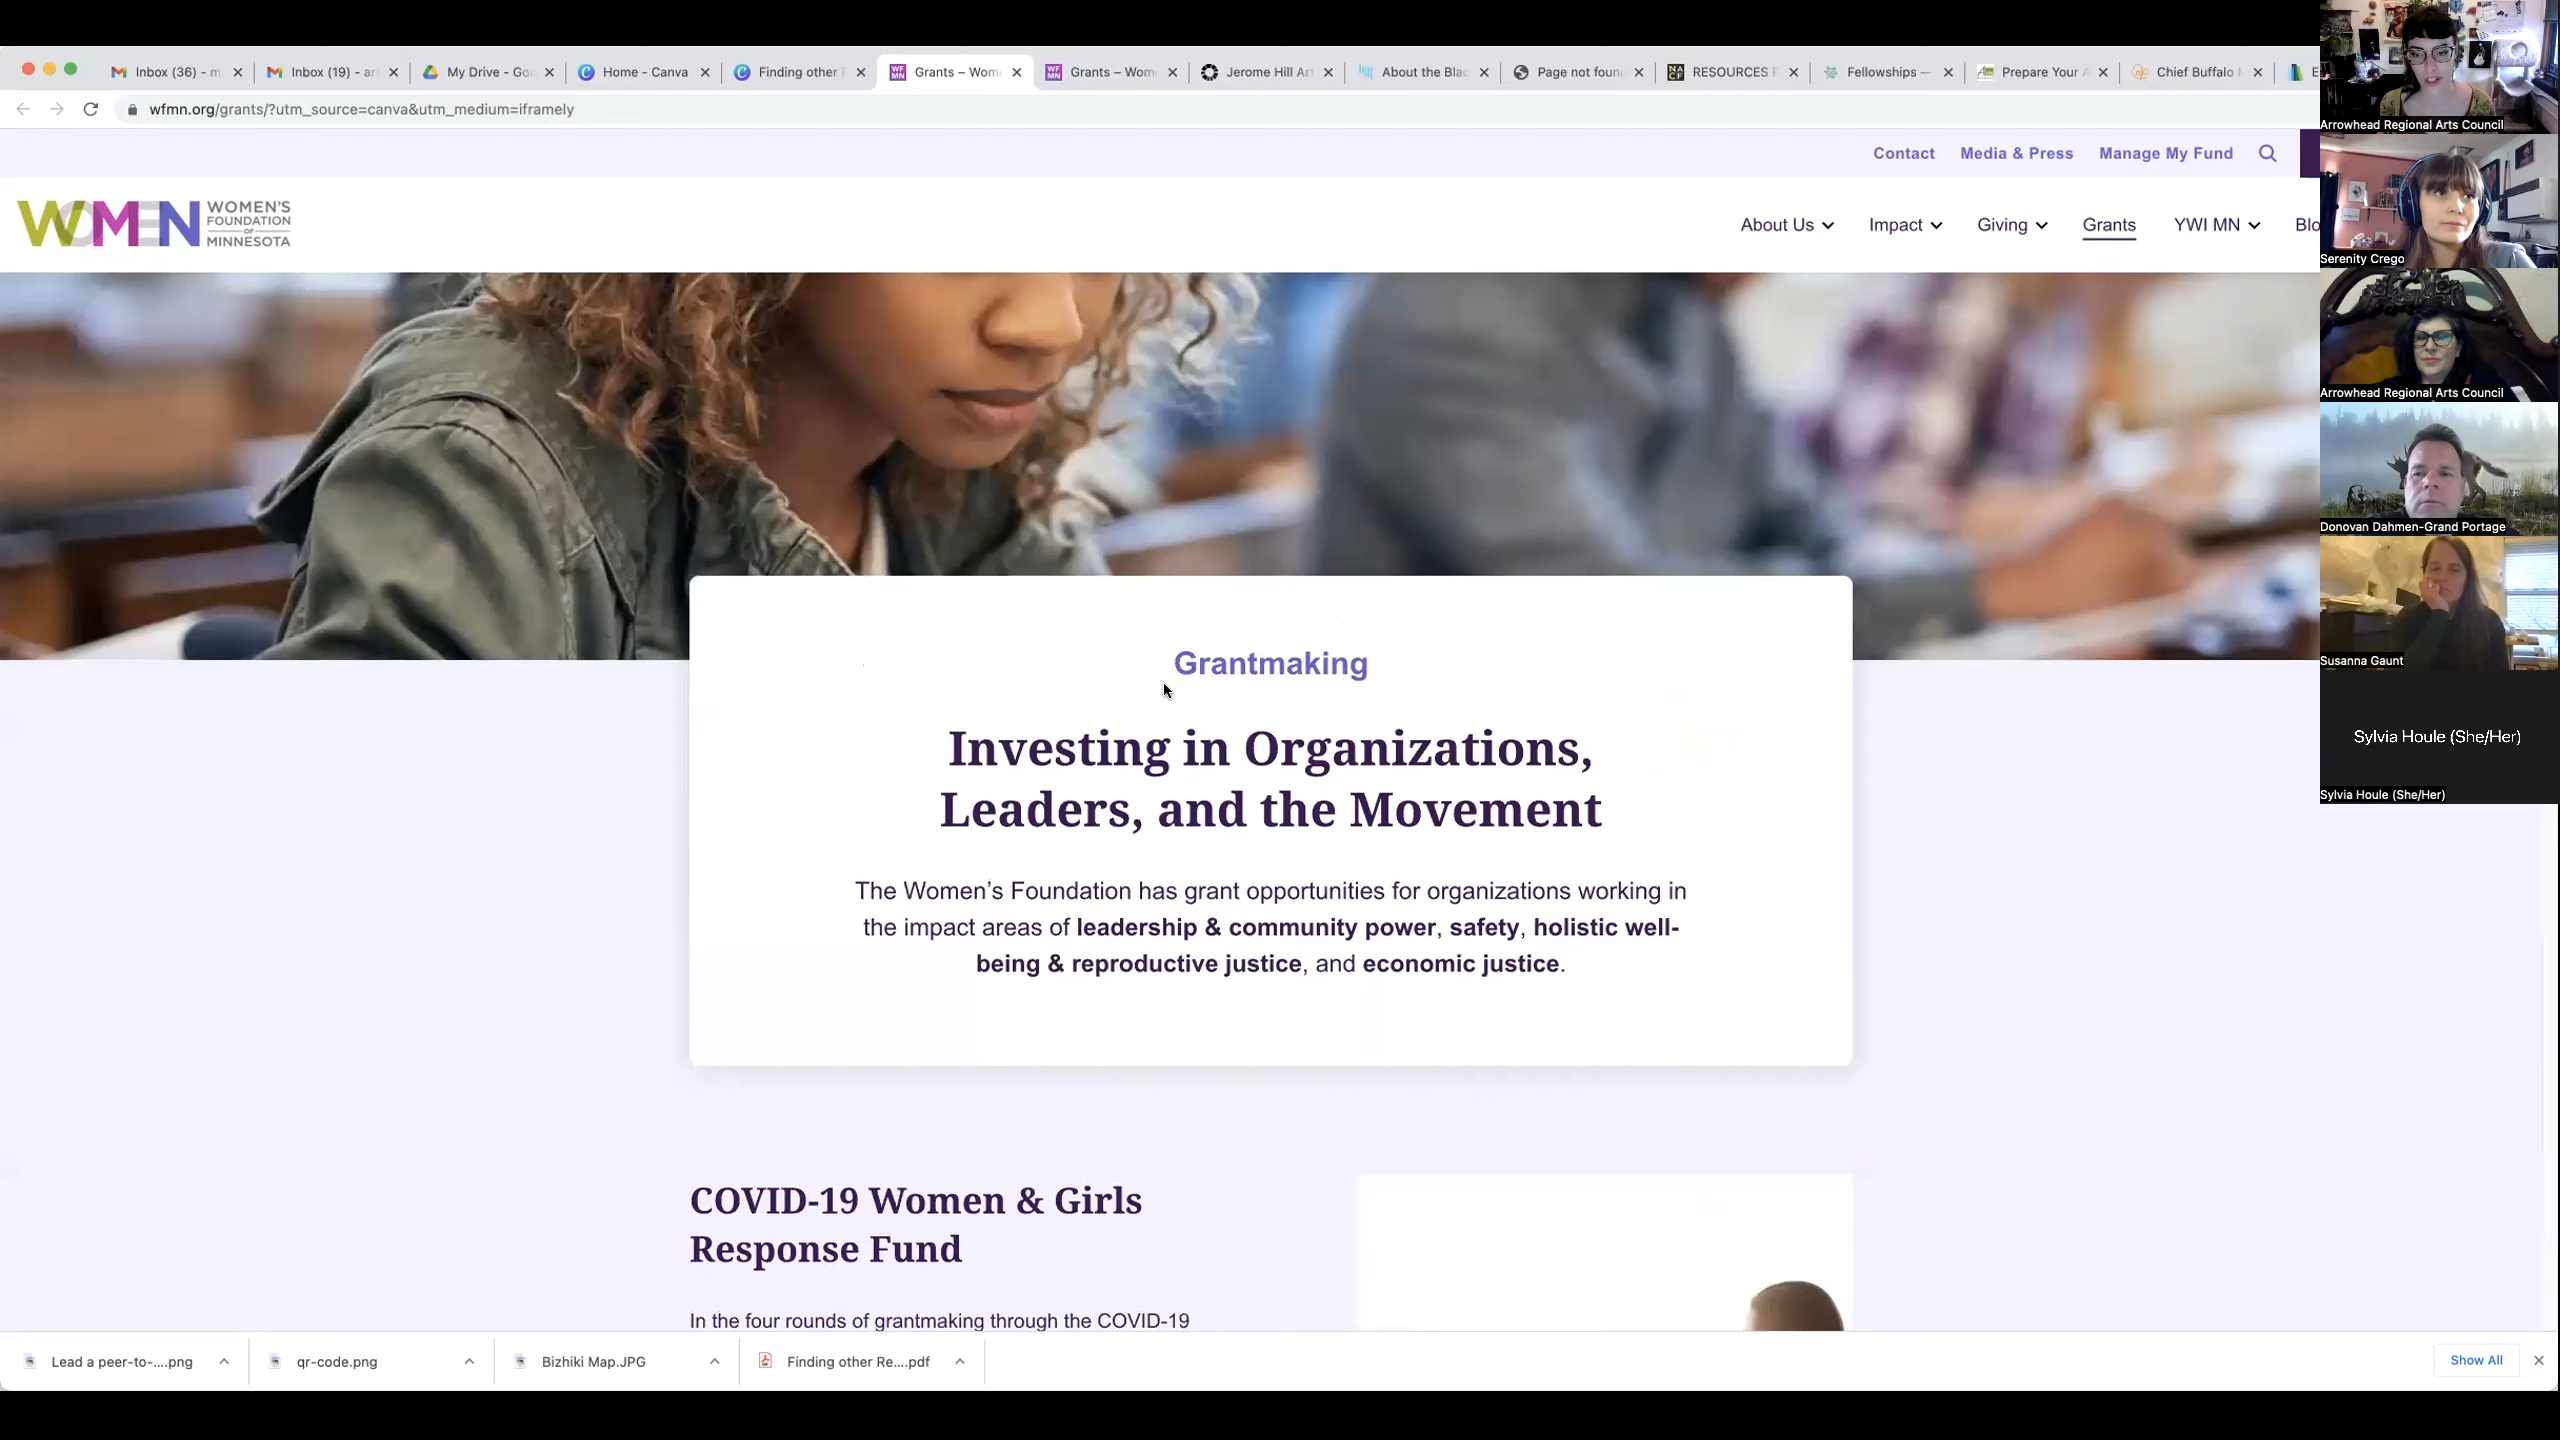 Inbox (36) - m
Inbox (19) - ar
My Drive - Goo
Home - Canva
Finding other
Grants – Wom
Grants – Wom
Jerome Hill Ar
About the Blac
Page not foun
RESOURCES F
Fellowships —
Prepare Your A
Chief Buffalo M
wfmn.org/grants/?utm_source=canva&utm_medium=iframely
Contact Media & Press Manage My Fund
WOMEN
WOMEN'S
FOUNDATION
OF
MINNESOTA
About Us Impact Giving Grants YWI MN Blo
Grantmaking
Investing in Organizations,
Leaders, and the Movement
The Women’s Foundation has grant opportunities for organizations working in
the impact areas of leadership & community power, safety, holistic well-
being & reproductive justice, and economic justice.
COVID-19 Women & Girls
Response Fund
In the four rounds of grantmaking through the COVID-19
Lead a peer-to-....png
qr-code.png
Bizhiki Map.JPG
Finding other Re....pdf
Show All
Arrowhead Regional Arts Council
Serenity Crego
Arrowhead Regional Arts Council
Donovan Dahmen-Grand Portage
Susanna Gaunt
Sylvia Houle (She/Her)
Sylvia Houle (She/Her)